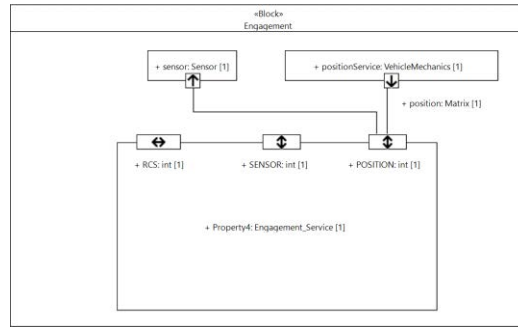 «Block»
Engagement
+ sensor: Sensor [1]
+ positionService: VehicleMechanics [1]
+ position: Matrix [1]
+ RCS: int [1]
+ SENSOR: int [1]
+ POSITION: int [1]
+ Property4: Engagement_Service [1]